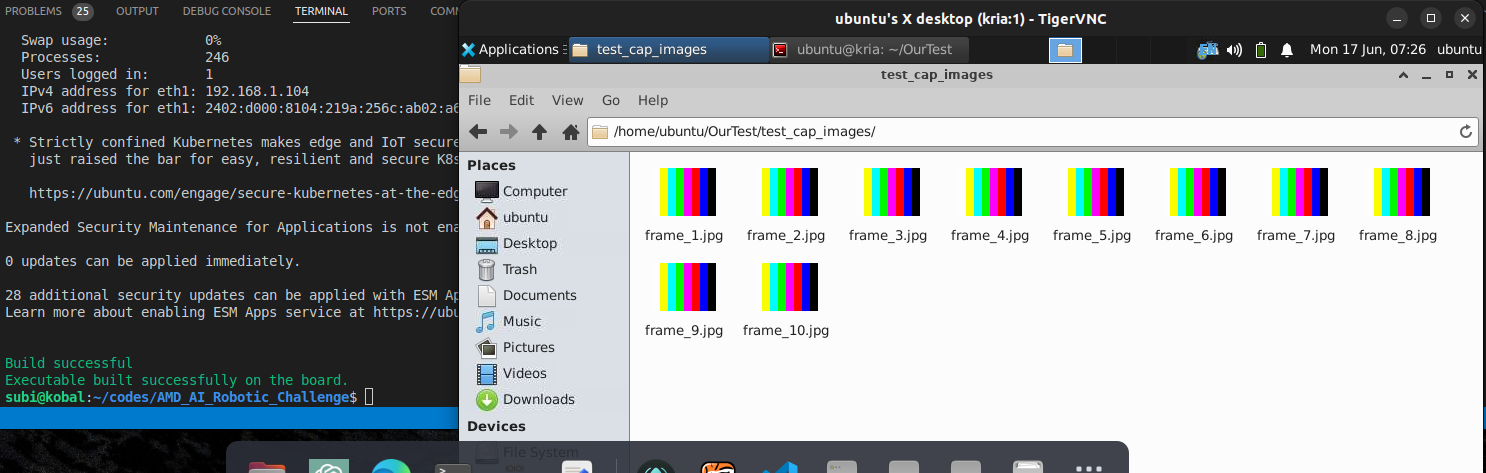 PROBLEMS 25 OUTPUT DEBUG CONSOLE TERMINAL PORTS
Swap usage: 0%
Processes: 246
Users logged in: 1
IPv4 address for eth1: 192.168.1.104
IPv6 address for eth1: 2402:d000:8104:219a:256c:ab02:a6
* Strictly confined Kubernetes makes edge and IoT secure
just raised the bar for easy, resilient and secure K8s
https://ubuntu.com/engage/secure-kubernetes-at-the-edg
Expanded Security Maintenance for Applications is not ena
0 updates can be applied immediately.
28 additional security updates can be applied with ESM Ap
Learn more about enabling ESM Apps service at https://ubu
Build successful
Executable built successfully on the board.
subi@kobal:~/codes/AMD_AI_Robotic_Challenge$
ubuntu's X desktop (kria:1) - TigerVNC
Applications test_cap_images ubuntu@kria: ~/OurTest Mon 17 Jun, 07:26 ubuntu
test_cap_images
File Edit View Go Help
/home/ubuntu/OurTest/test_cap_images/
Places
Computer
ubuntu
Desktop
Trash
Documents
Music
Pictures
Videos
Downloads
Devices
File System
frame_1.jpg frame_2.jpg frame_3.jpg frame_4.jpg frame_5.jpg frame_6.jpg frame_7.jpg frame_8.jpg
frame_9.jpg frame_10.jpg